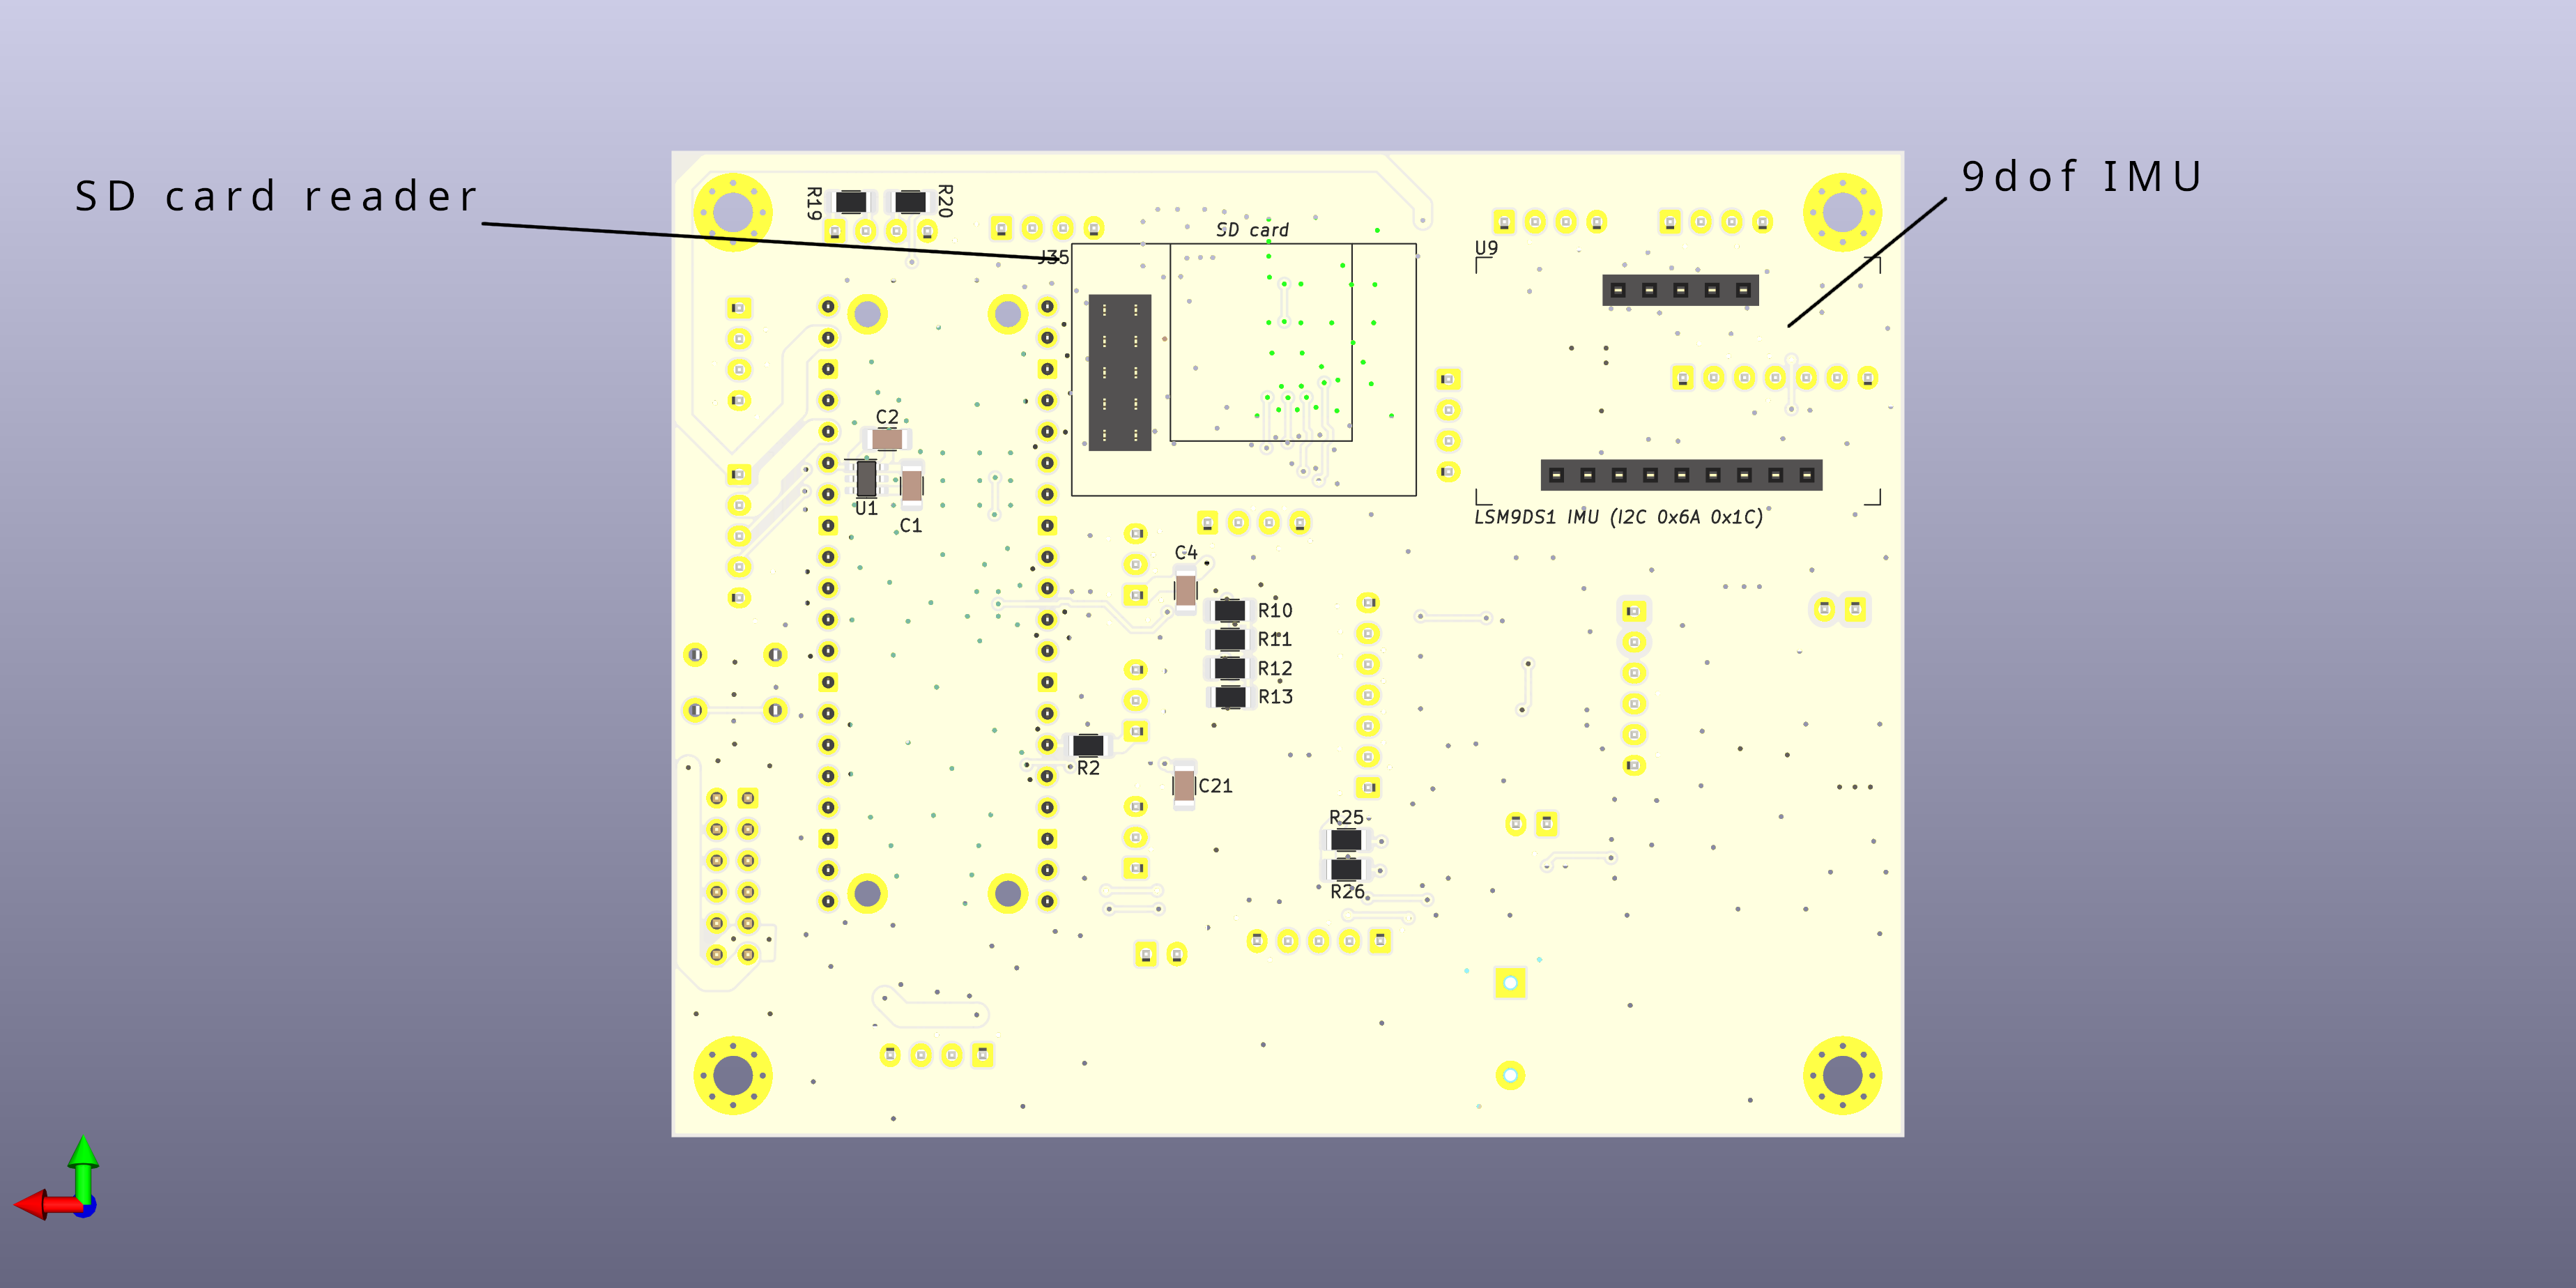 SD card reader
9dof IMU
R19
R20
SD card
J35
U9
C2
U1
C1
LSM9DS1 IMU (I2C 0x6A 0x1C)
C4
R10
R11
R12
R13
R2
C21
R25
R26